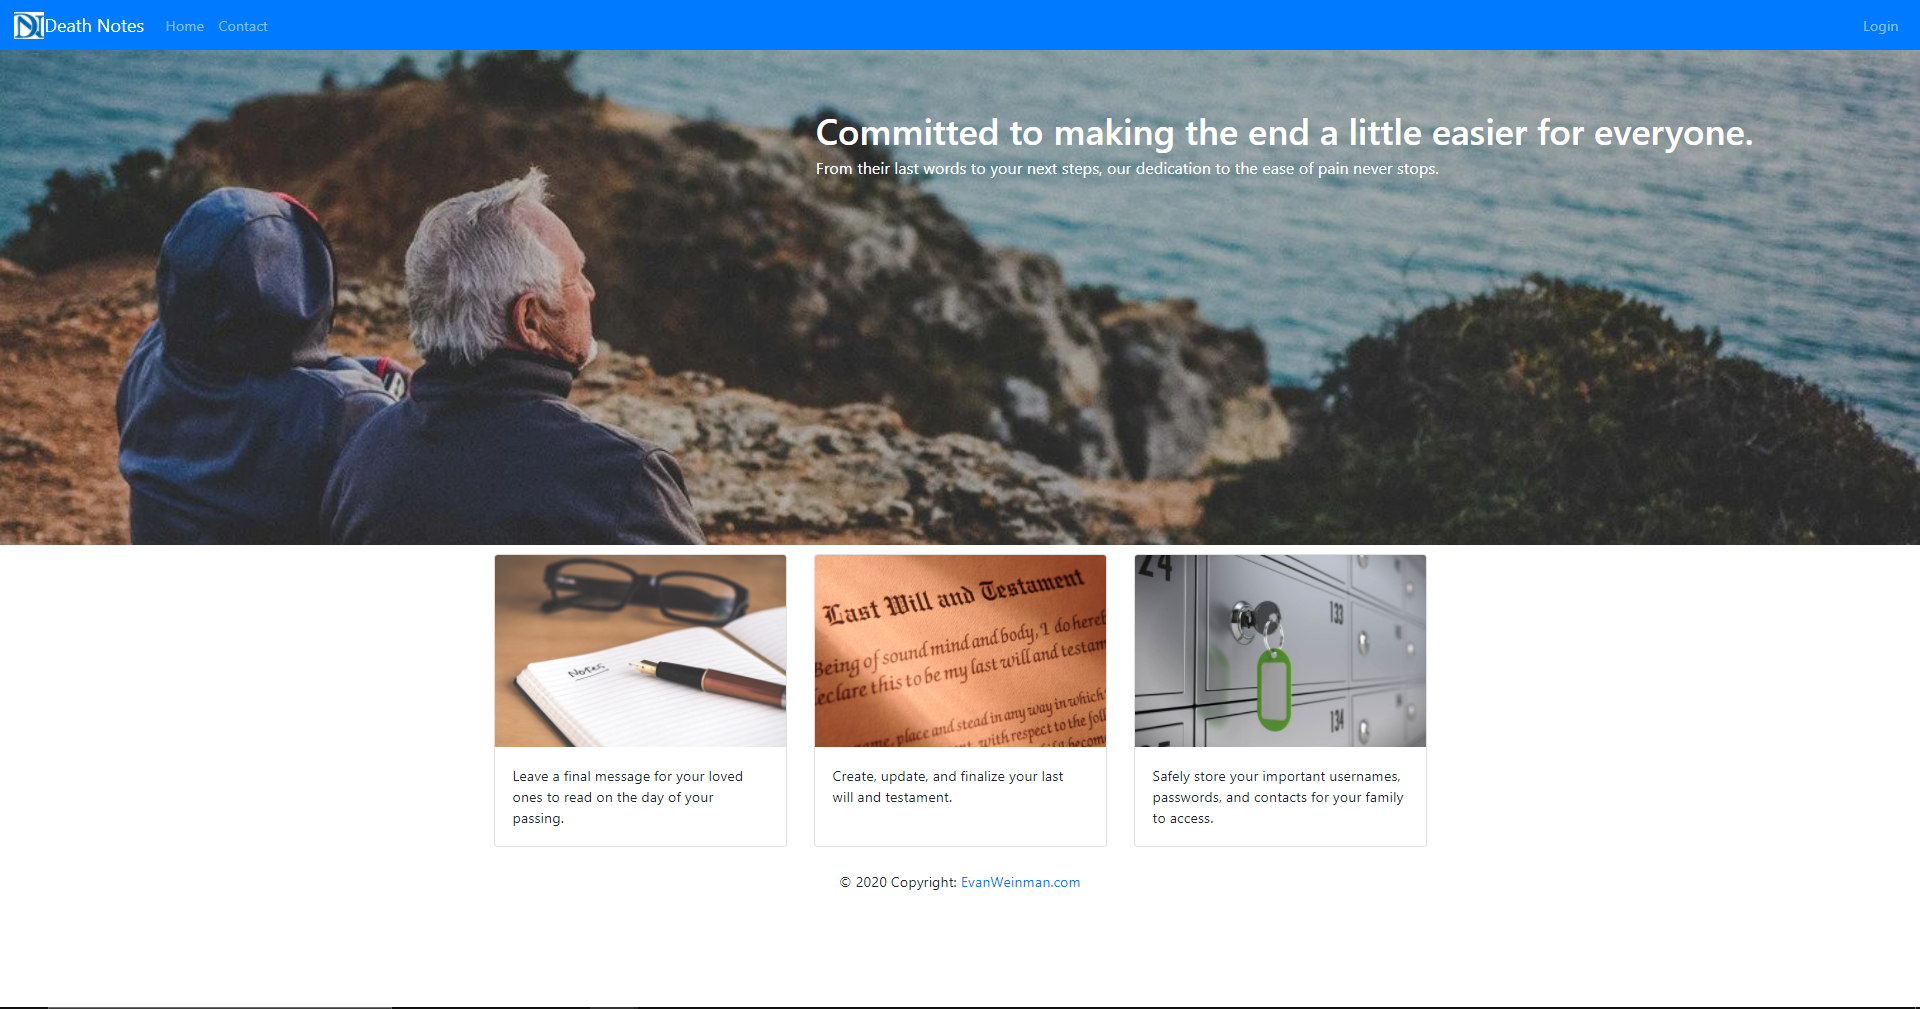 DN Death Notes Home Contact Login
Committed to making the end a little easier for everyone.
From their last words to your next steps, our dedication to the ease of pain never stops.
Notes
Last Will and Testament
Being of sound mind and body, I do hereb
declare this to be my last will and testam
name, place and stead in any way in which
with respect to the foll
24
133
134
Leave a final message for your loved
ones to read on the day of your
passing.
Create, update, and finalize your last
will and testament.
Safely store your important usernames,
passwords, and contacts for your family
to access.
© 2020 Copyright: EvanWeinman.com